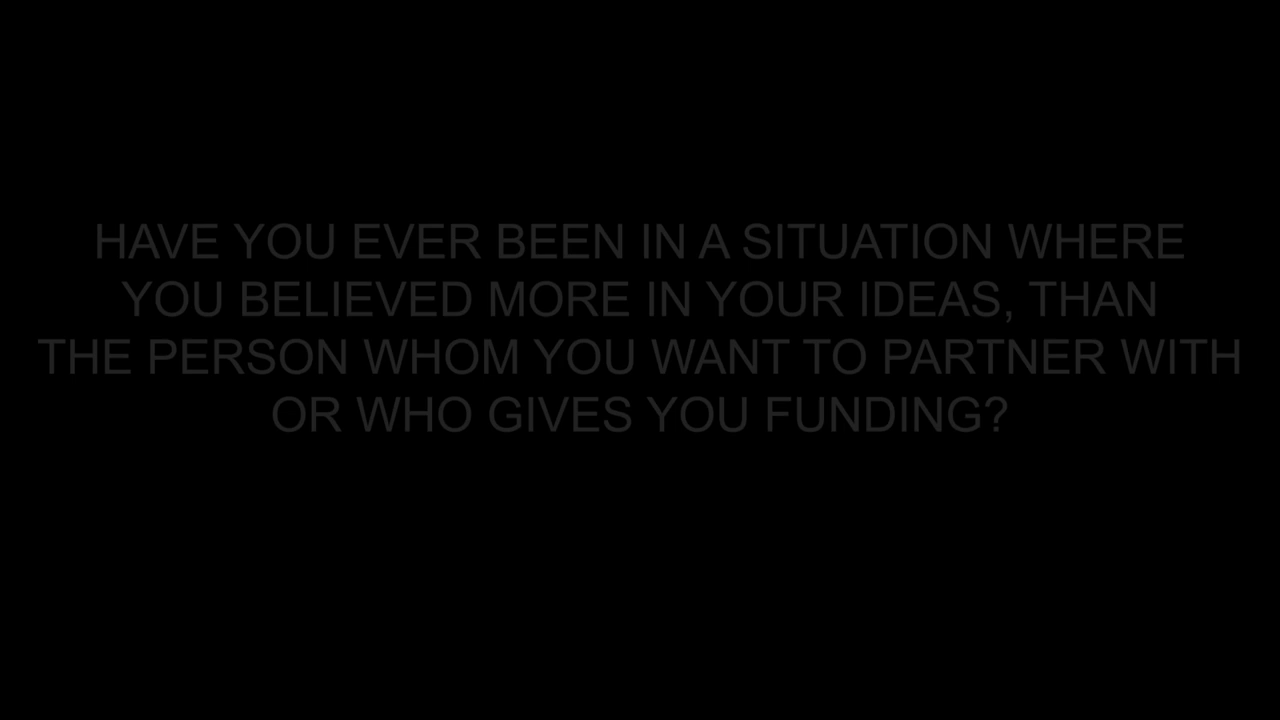 HAVE YOU EVER BEEN IN A SITUATION WHERE
YOU BELIEVED MORE IN YOUR IDEAS, THAN
THE PERSON WHOM YOU WANT TO PARTNER WITH
OR WHO GIVES YOU FUNDING?